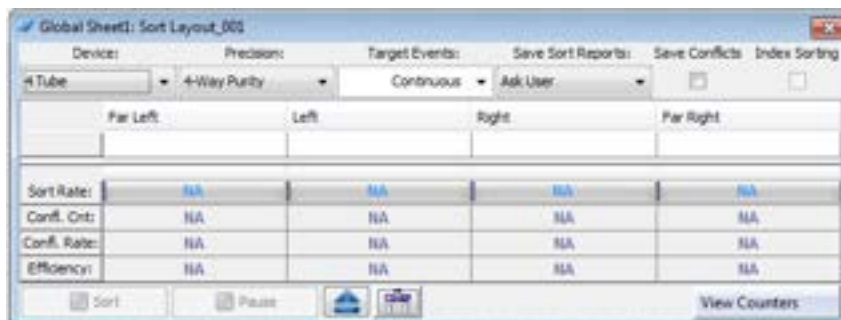 Global Sheet1: Sort Layout_001
Device: Precision: Target Events: Save Sort Reports: Save Conflicts Index Sorting
4 Tube 4-Way Purity Continuous Ask User
Far Left Left Right Far Right
Sort Rate: NA NA NA NA
Confl. Cnt: NA NA NA NA
Confl. Rate: NA NA NA NA
Efficiency: NA NA NA NA
Sort Pause View Counters